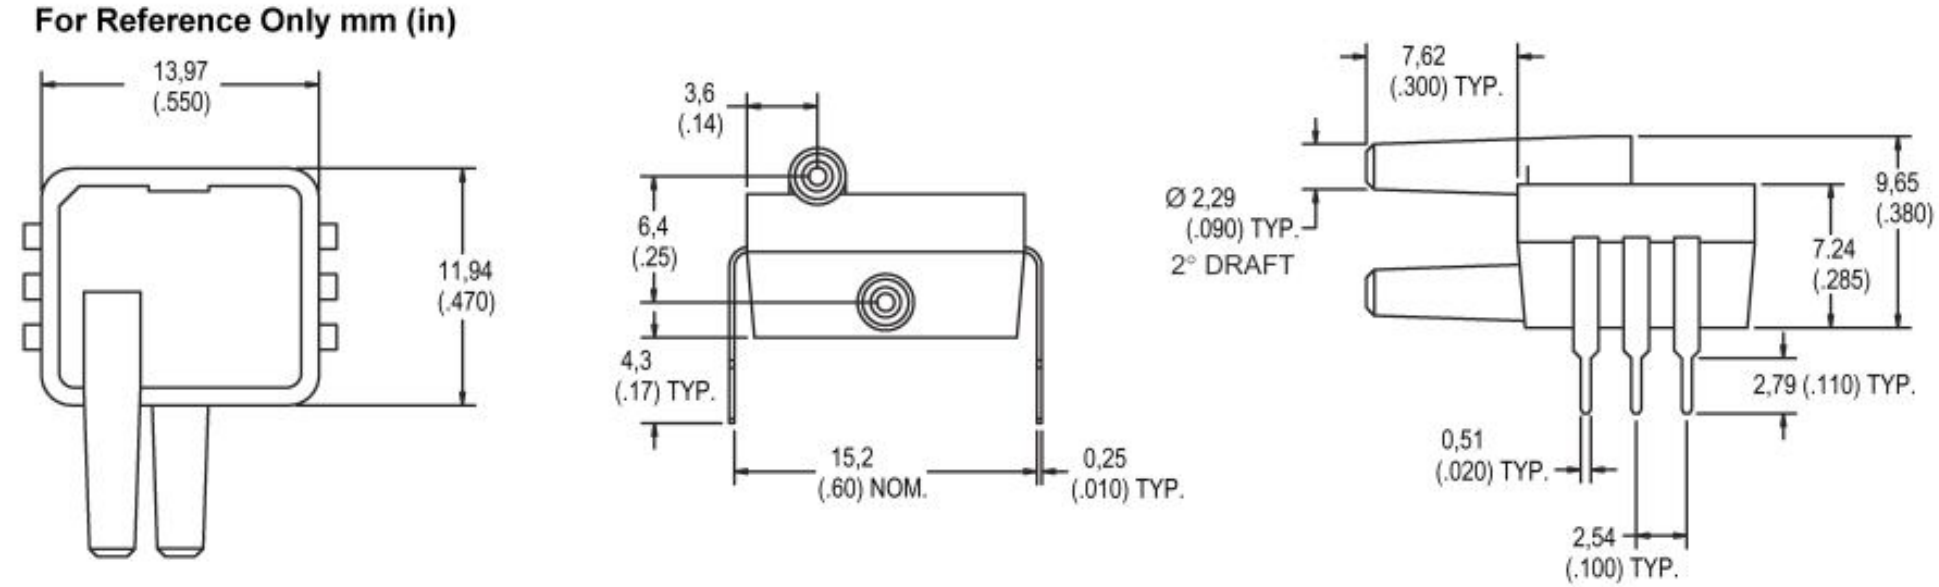 For Reference Only mm (in)
13,97
(.550)
11,94
(.470)
3,6
(.14)
6,4
(.25)
4,3
(.17) TYP.
15,2
(.60) NOM.
0,25
(.010) TYP.
7,62
(.300) TYP.
Ø 2,29
(.090) TYP.
2° DRAFT
9,65
(.380)
7.24
(.285)
2,79 (.110) TYP.
0,51
(.020) TYP.
2,54
(.100) TYP.